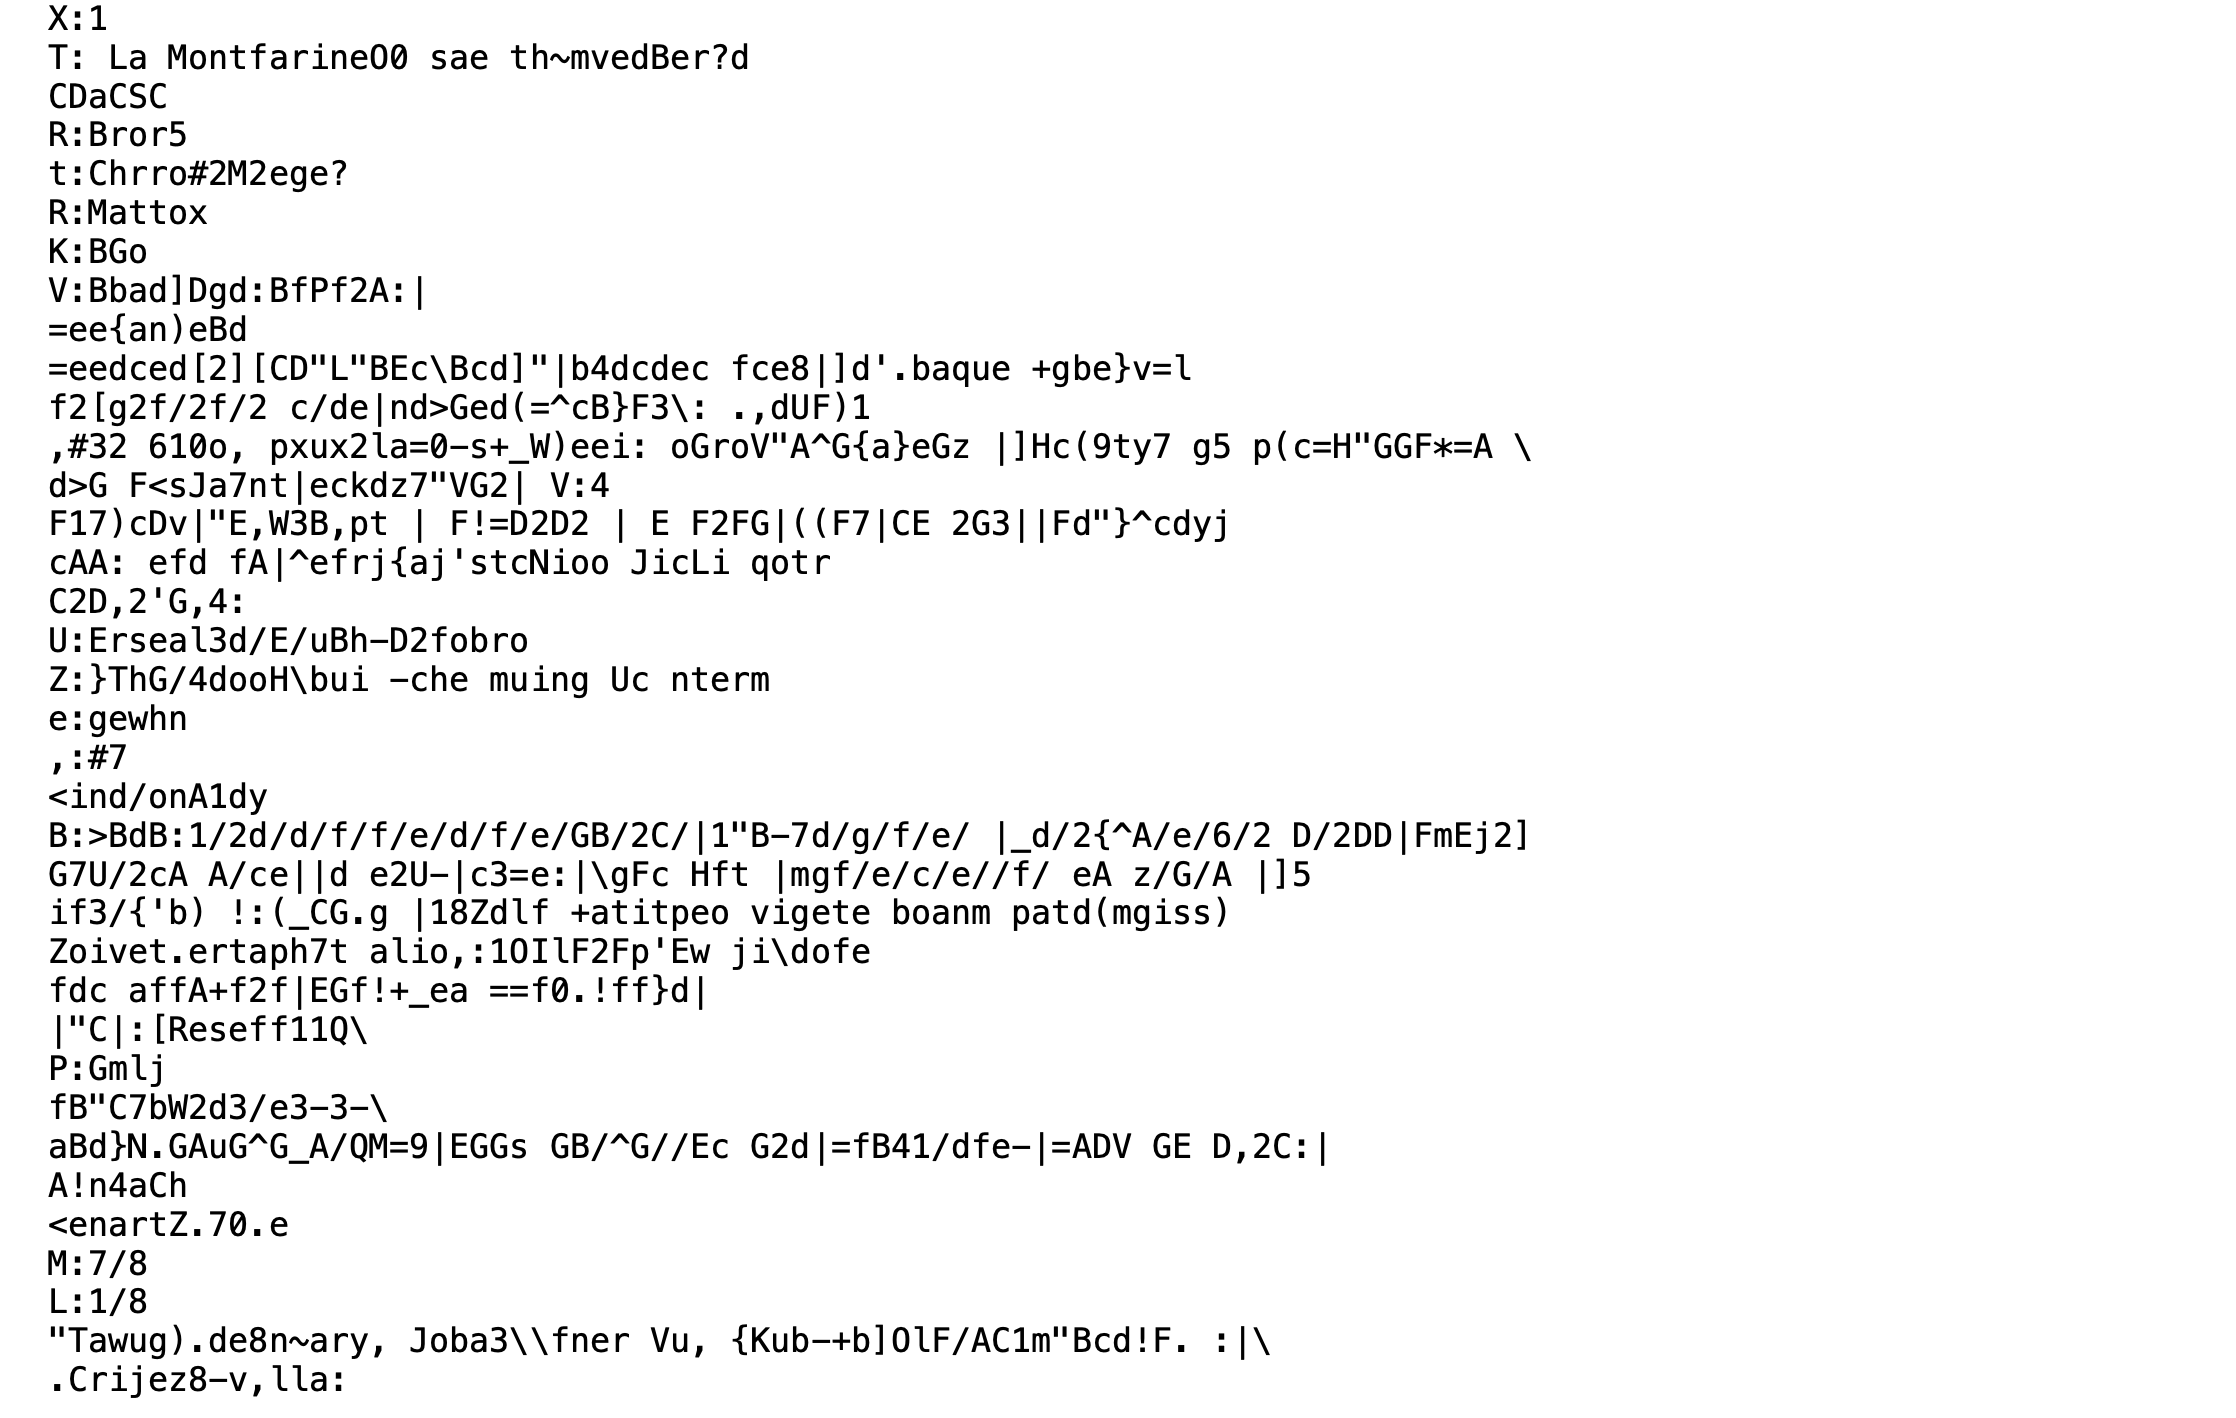 X:1
T: La MontfarineO0 sae th~mvedBer?d
CDaCSC
R:Bror5
t:Chrro#2M2ege?
R:Mattox
K:BGo
V:Bbad]Dgd:BfPf2A:|
=ee{an)eBd
=eedced[2][CD"L"BEc\Bcd]"|b4dcdec fce8|]d'.baque +gbe}v=l
f2[g2f/2f/2 c/de|nd>Ged(=^cB}F3\: .,dUF)1
,#32 610o, pxux2la=0-s+_W)eei: oGroV"A^G{a}eGz |]Hc(9ty7 g5 p(c=H"GGF*=A \
d>G F<sJa7nt|eckdz7"VG2| V:4
F17)cDv|"E,W3B,pt | F!=D2D2 | E F2FG|((F7|CE 2G3||Fd"}^cdyj
cAA: efd fA|^efrj{aj'stcNioo JicLi qotr
C2D,2'G,4:
U:Erseal3d/E/uBh-D2fobro
Z:}ThG/4dooH\bui -che muing Uc nterm
e:gewhn
,:#7
<ind/onA1dy
B:>BdB:1/2d/d/f/f/e/d/f/e/GB/2C/|1"B-7d/g/f/e/ |_d/2{^A/e/6/2 D/2DD|FmEj2]
G7U/2cA A/ce||d e2U-|c3=e:|\gFc Hft |mgf/e/c/e//f/ eA z/G/A |]5
if3/{'b) !:(_CG.g |18Zdlf +atitpeo vigete boanm patd(mgiss)
Zoivet.ertaph7t alio,:1OIlF2Fp'Ew ji\dofe
fdc affA+f2f|EGf!+_ea ==f0.!ff}d|
|"C|:[Reseff11Q\
P:Gmlj
fB"C7bW2d3/e3-3-\
aBd}N.GAuG^G_A/QM=9|EGGs GB/^G//Ec G2d|=fB41/dfe-|=ADV GE D,2C:|
A!n4aCh
<enartZ.70.e
M:7/8
L:1/8
"Tawug).de8n~ary, Joba3\\fner Vu, {Kub-+b]OlF/AC1m"Bcd!F. :|\
.Crijez8-v,lla: